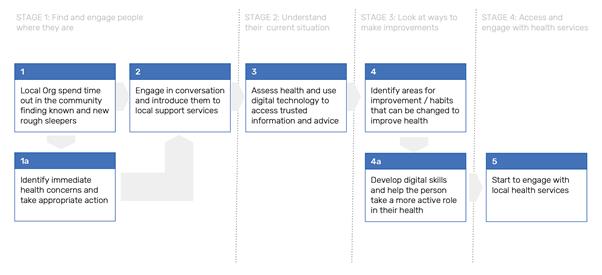 STAGE 1: Find and engage people
where they are
STAGE 2: Understand
their current situation
STAGE 3: Look at ways to
make improvements
STAGE 4: Access and
engage with health services
1
Local Org spend time
out in the community
finding known and new
rough sleepers
2
Engage in conversation
and introduce them to
local support services
3
Assess health and use
digital technology to
access trusted
information and advice
4
Identify areas for
improvement / habits
that can be changed to
improve health
1a
Identify immediate
health concerns and
take appropriate action
4a
Develop digital skills
and help the person
take a more active role
in their health
5
Start to engage with
local health services